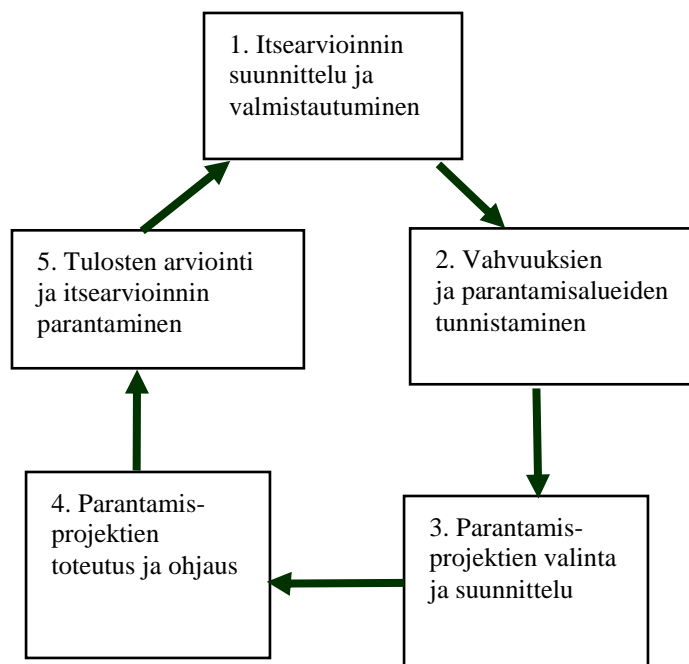 1. Itsearvioinnin
suunnittelu ja
valmistautuminen
2. Vahvuuksien
ja parantamisalueiden
tunnistaminen
3. Parantamis-
projektien valinta
ja suunnittelu
4. Parantamis-
projektien
toteutus ja ohjaus
5. Tulosten arviointi
ja itsearvioinnin
parantaminen